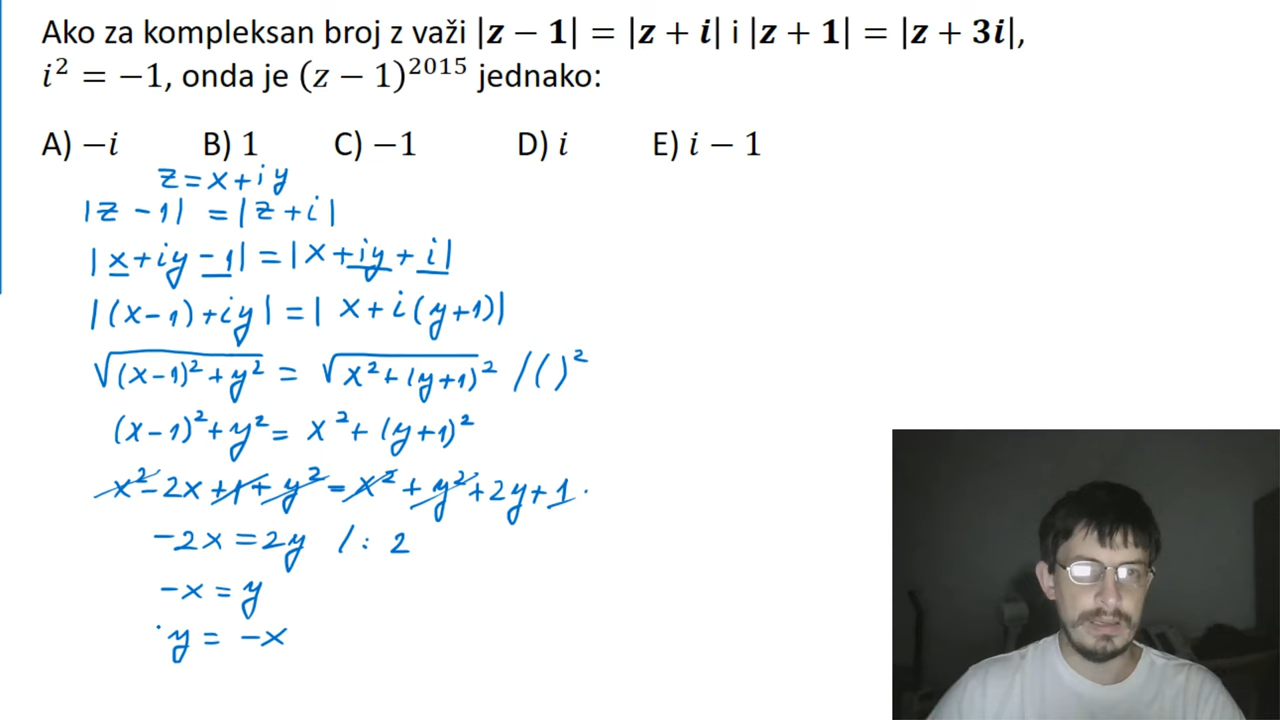 Ako za kompleksan broj z važi |z − 1| = |z + i| i |z + 1| = |z + 3i|,
i² = −1, onda je (z − 1)²⁰¹⁵ jednako:
A) −i B) 1 C) −1 D) i E) i − 1
z = x + iy
|z − 1| = |z + i|
|x + iy − 1| = |x + iy + i|
|(x − 1) + iy| = |x + i(y + 1)|
√((x−1)² + y²) = √(x² + (y+1)²) /( )²
(x−1)² + y² = x² + (y+1)²
x² − 2x + 1 + y² = x² + y² + 2y + 1
−2x = 2y /: 2
−x = y
y = −x